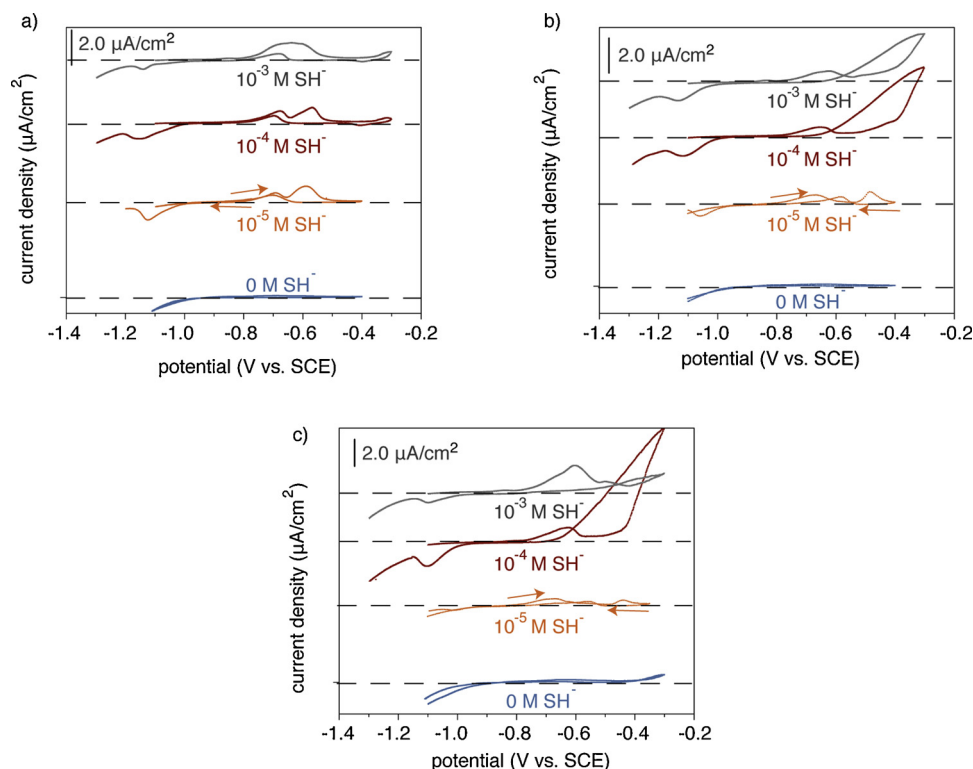 a)
2.0 µA/cm²
10⁻³ M SH⁻
10⁻⁴ M SH⁻
10⁻⁵ M SH⁻
0 M SH⁻
current density (µA/cm²)
-1.4 -1.2 -1.0 -0.8 -0.6 -0.4 -0.2
potential (V vs. SCE)
b)
2.0 µA/cm²
10⁻³ M SH⁻
10⁻⁴ M SH⁻
10⁻⁵ M SH⁻
0 M SH⁻
current density (µA/cm²)
-1.4 -1.2 -1.0 -0.8 -0.6 -0.4 -0.2
potential (V vs. SCE)
c)
2.0 µA/cm²
10⁻³ M SH⁻
10⁻⁴ M SH⁻
10⁻⁵ M SH⁻
0 M SH⁻
current density (µA/cm²)
-1.4 -1.2 -1.0 -0.8 -0.6 -0.4 -0.2
potential (V vs. SCE)